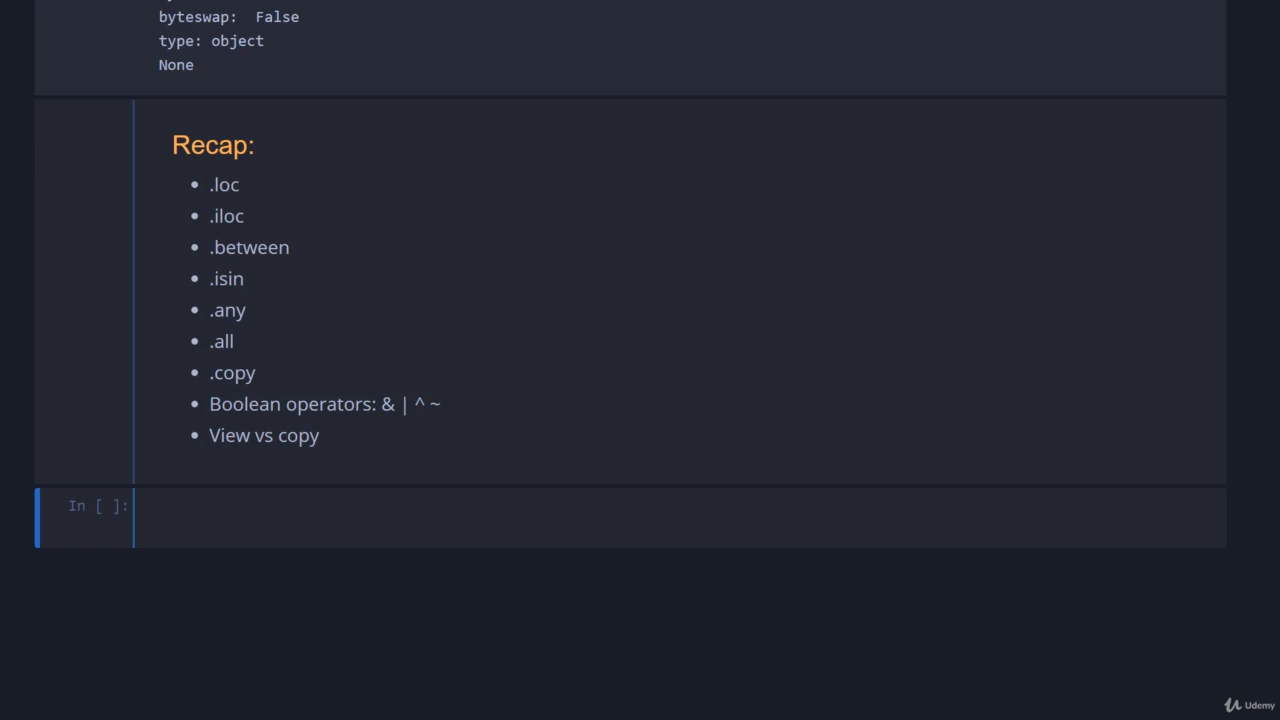 byteswap:  False
type: object
None
Recap:
.loc
.iloc
.between
.isin
.any
.all
.copy
Boolean operators: & | ^ ~
View vs copy
In [ ]:
Udemy